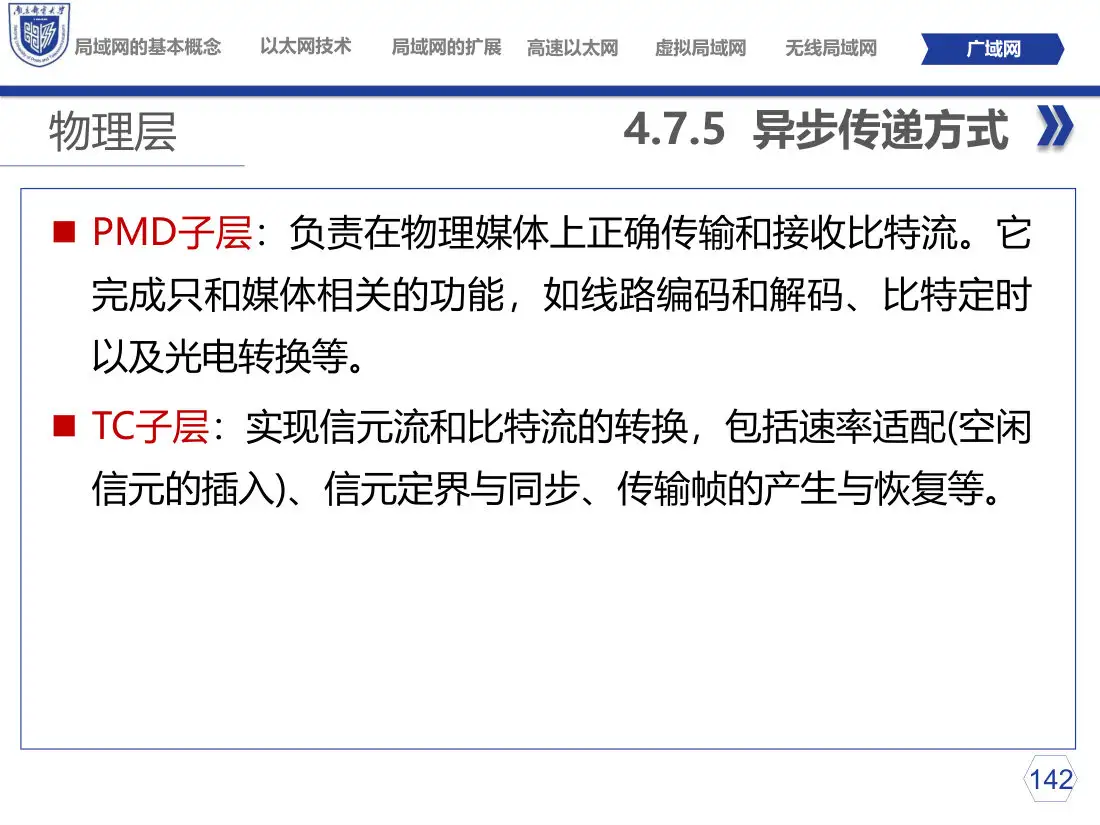 南京邮电大学
局域网的基本概念 以太网技术 局域网的扩展 高速以太网 虚拟局域网 无线局域网 广域网
物理层
4.7.5 异步传递方式
PMD子层：负责在物理媒体上正确传输和接收比特流。它
完成只和媒体相关的功能，如线路编码和解码、比特定时
以及光电转换等。
TC子层：实现信元流和比特流的转换，包括速率适配(空闲
信元的插入)、信元定界与同步、传输帧的产生与恢复等。
142